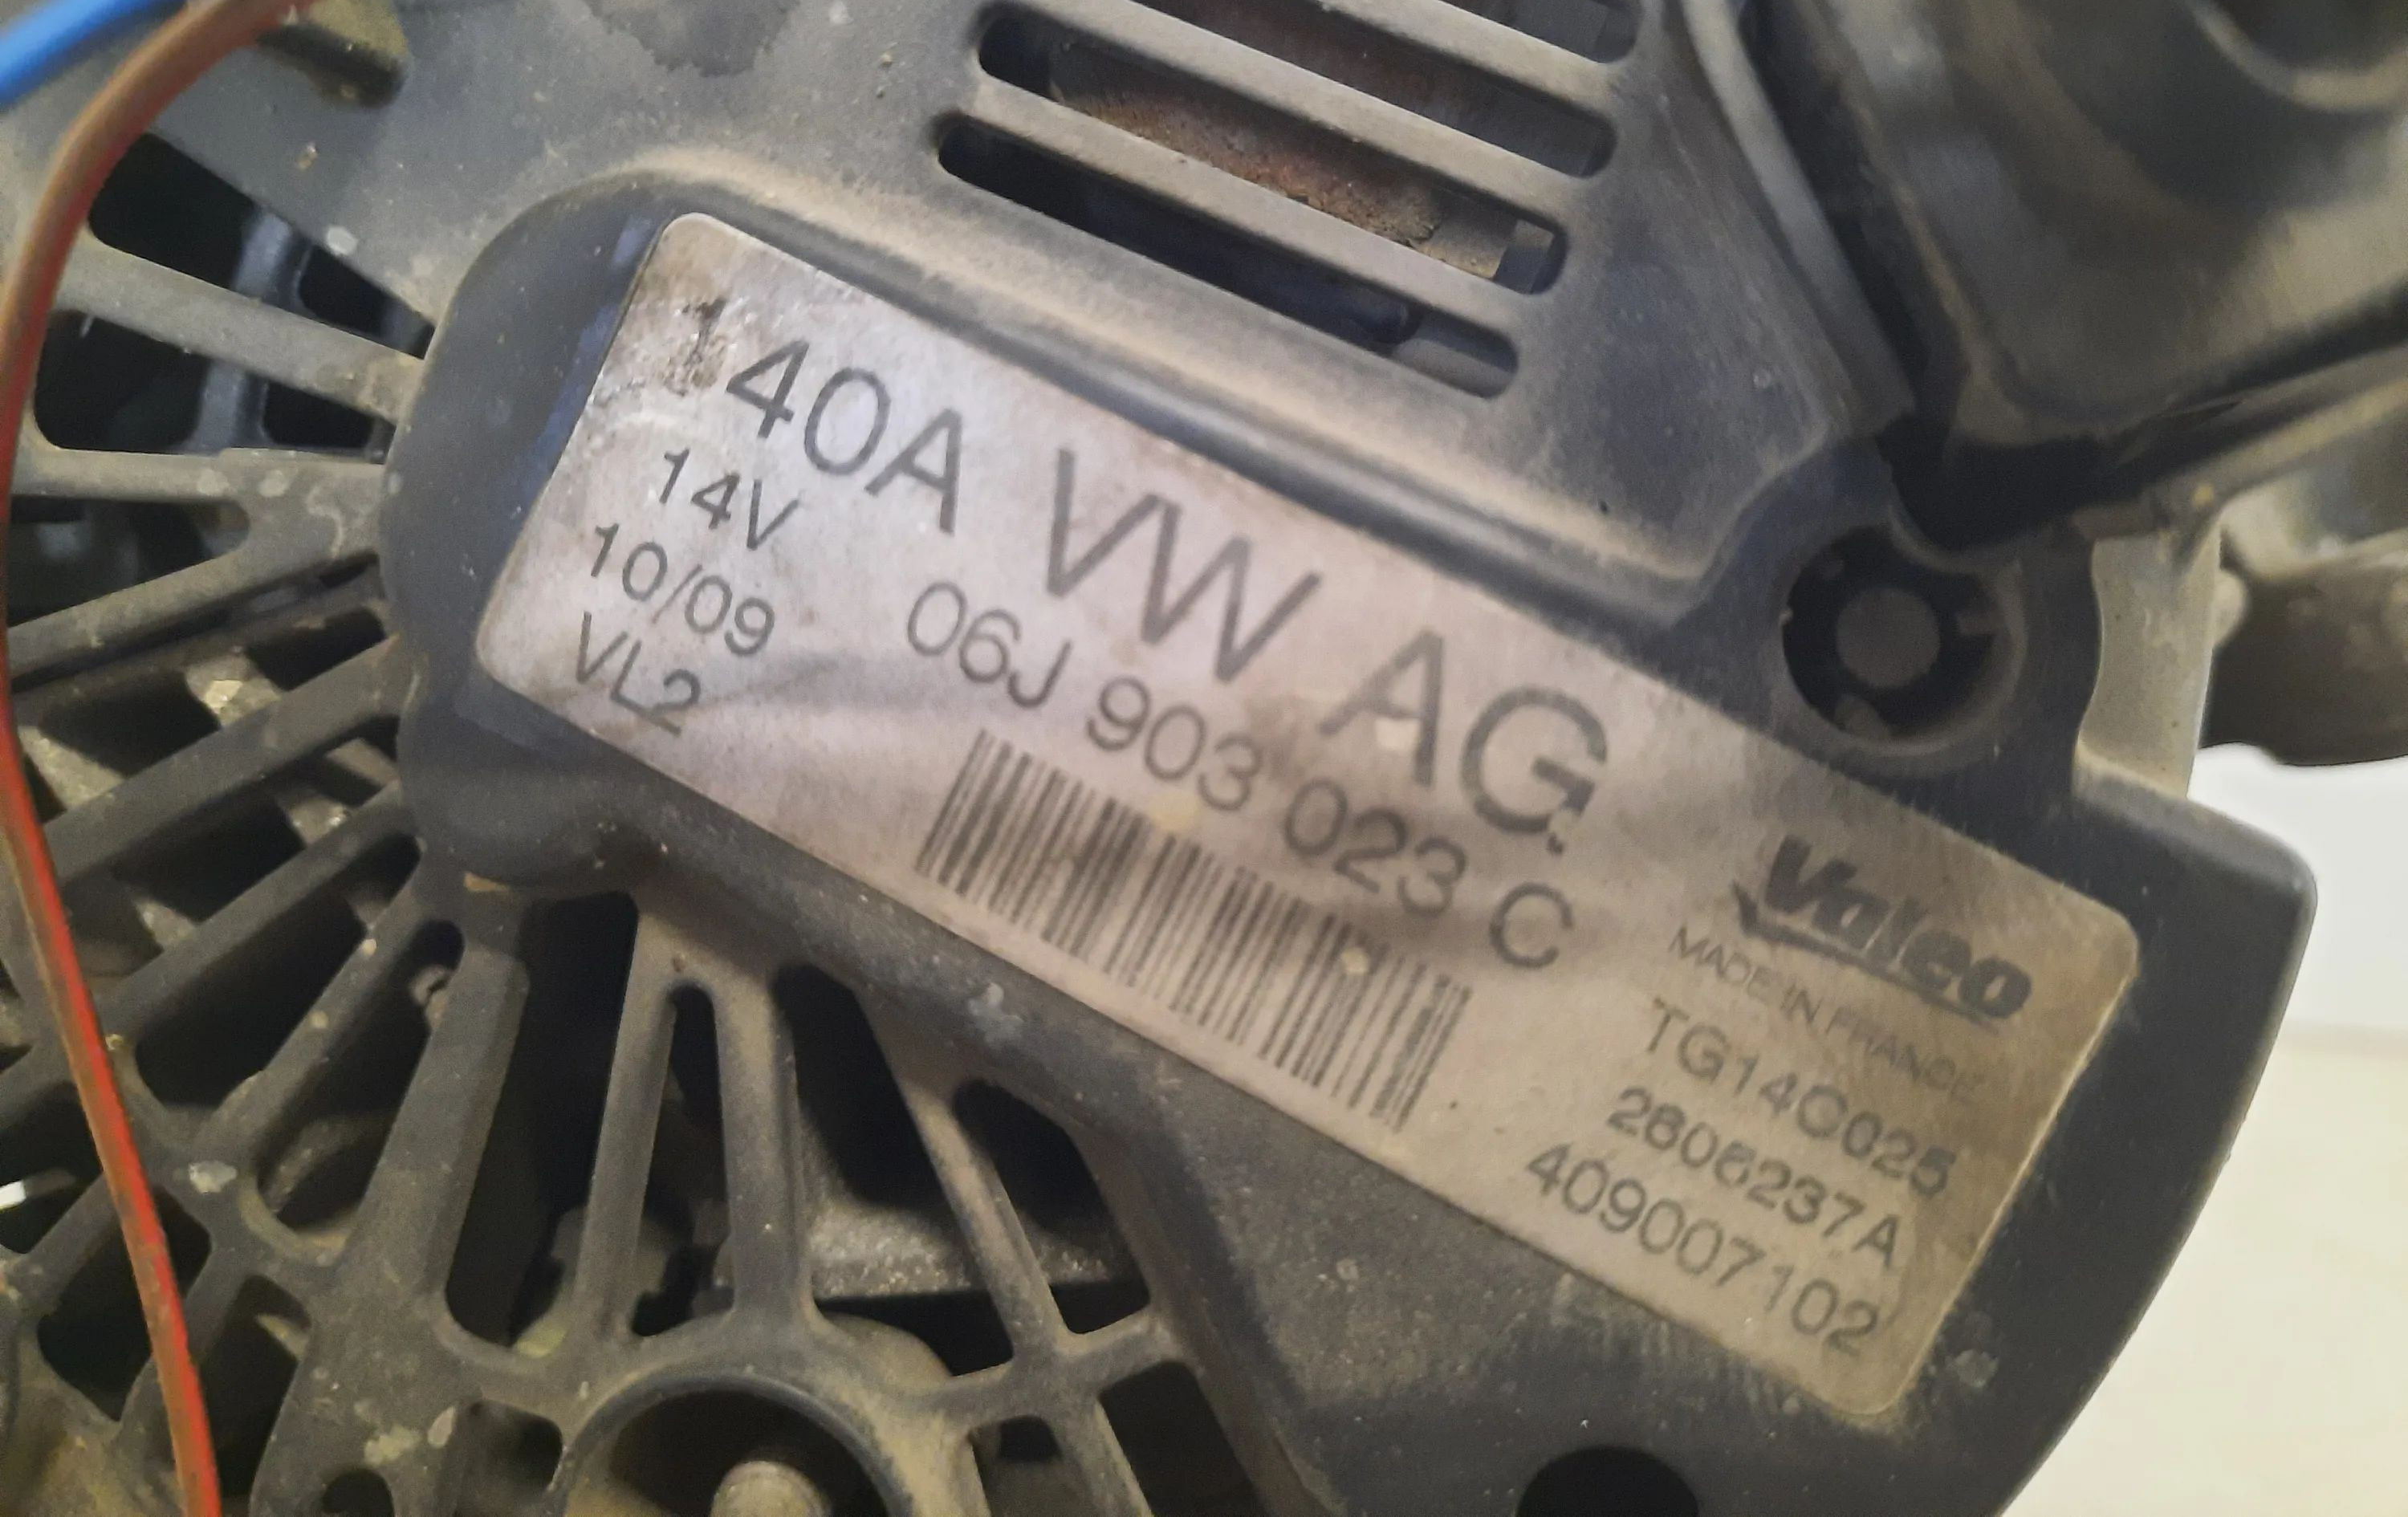 140A VW AG
14V
10/09
VL2
06J 903 023 C
Valeo
MADE IN FRANCE
TG14C025
2606237A
409007102